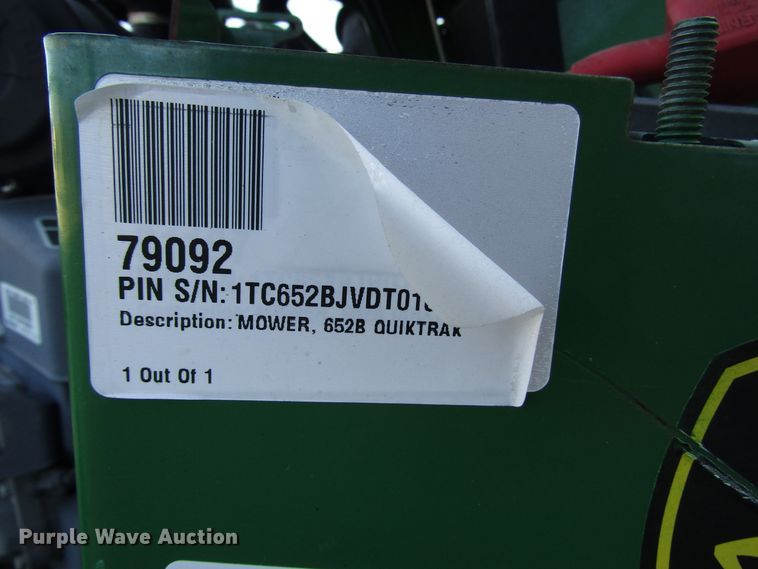 79092
PIN S/N: 1TC652BJVDT01
Description: MOWER, 652B QUIKTRAK
1 Out Of 1
Purple Wave Auction